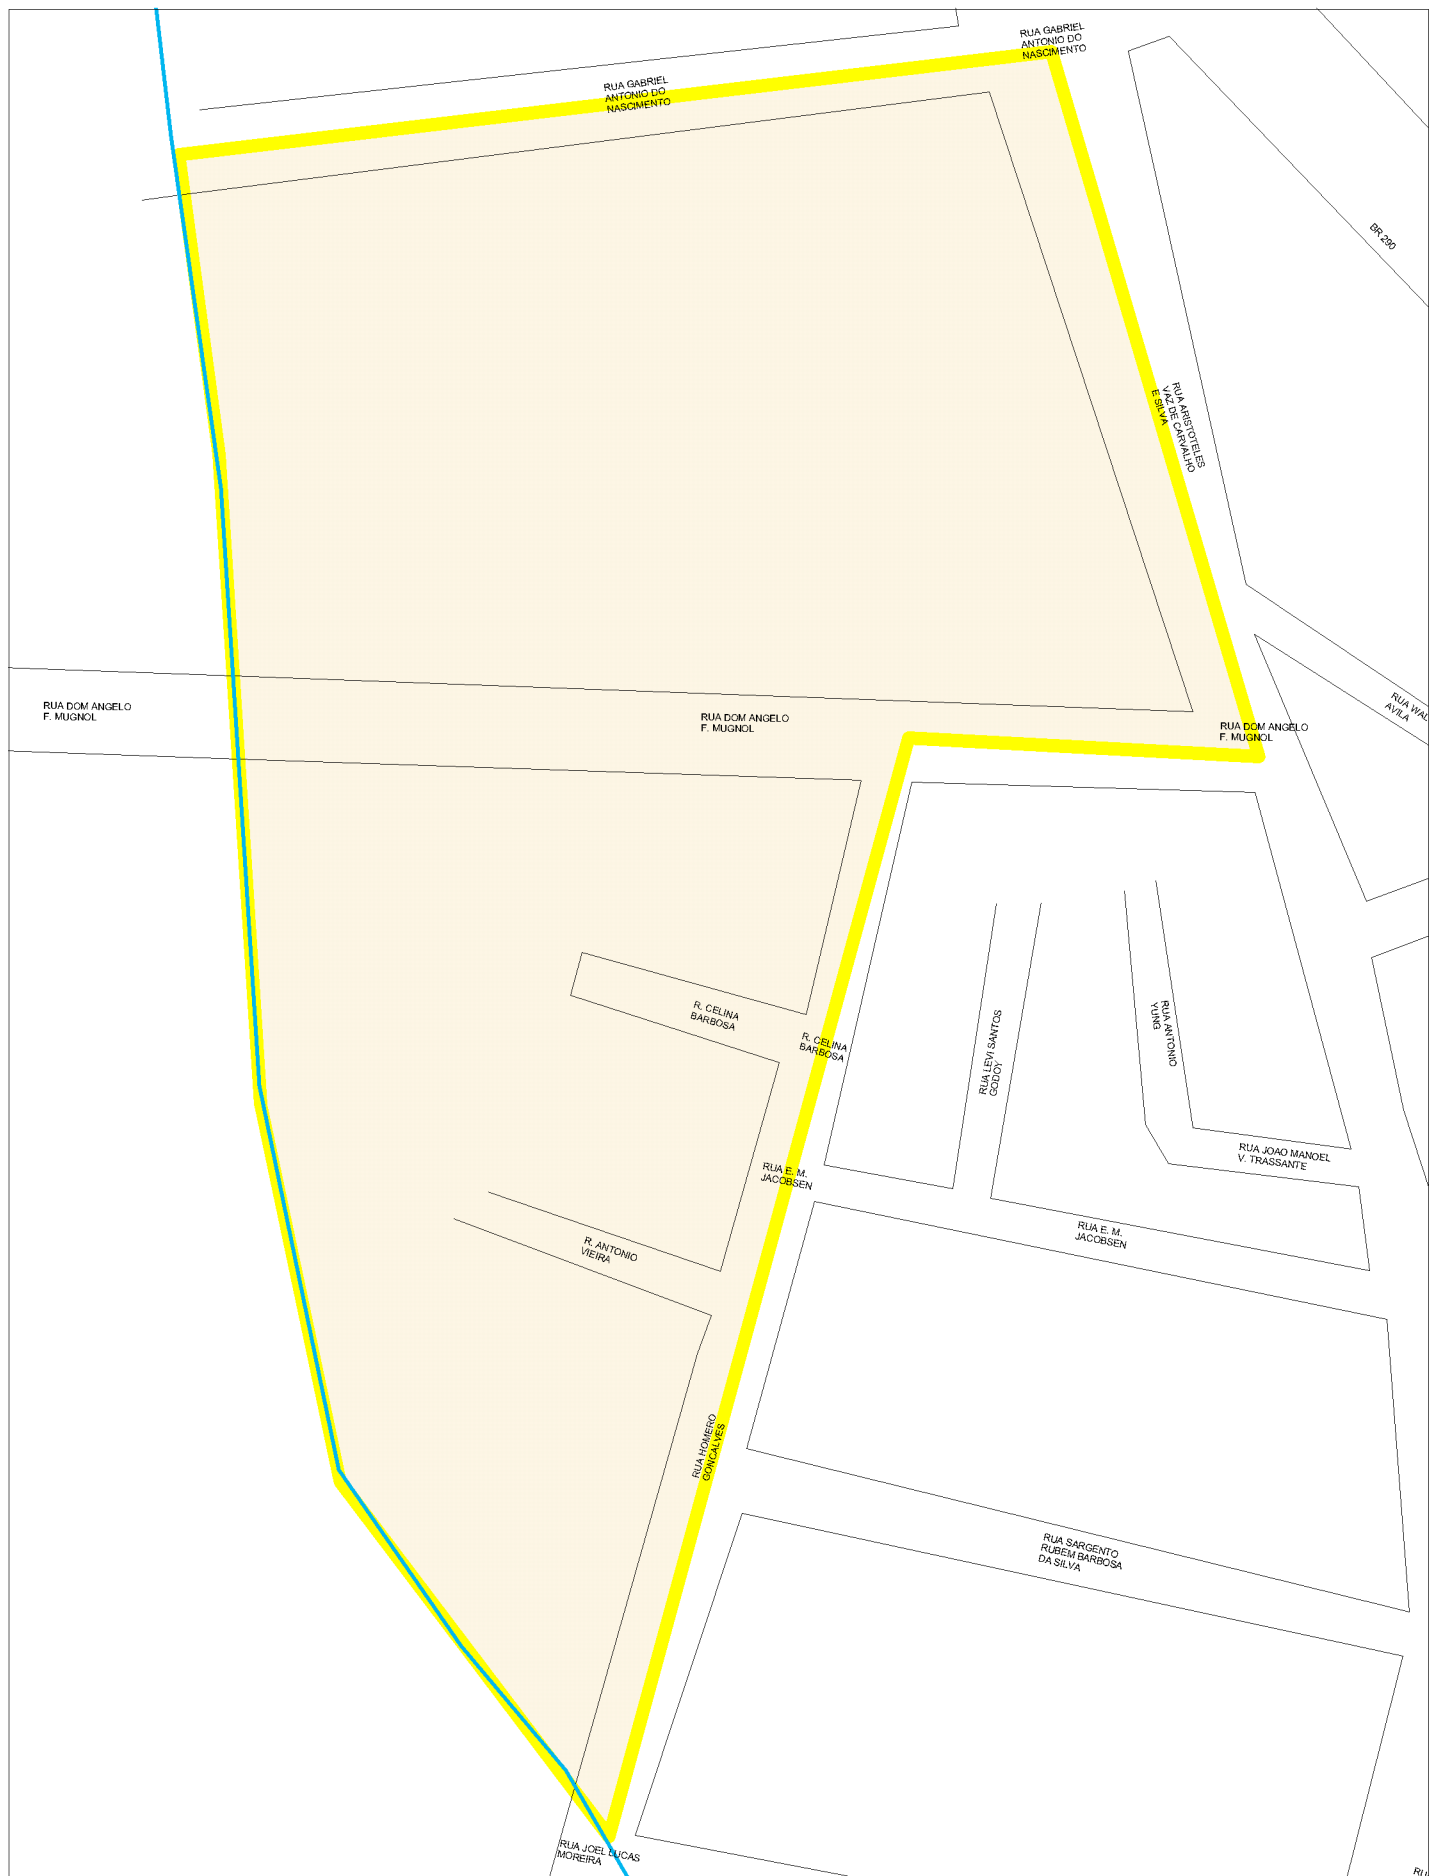 RUA GABRIEL
ANTONIO DO
NASCIMENTO
RUA GABRIEL
ANTONIO DO
NASCIMENTO
BR 290
RUA ARISTOTELES
VAZ DE CARVALHO
E SILVA
RUA DOM ANGELO
F. MUGNOL
RUA DOM ANGELO
F. MUGNOL
RUA DOM ANGELO
F. MUGNOL
RUA
AVILA
R. CELINA
BARBOSA
R. CELINA
BARBOSA
RUA LEVI SANTOS
GODOY
RUA ANTONIO
YUNG
RUA JOAO MANOEL
V. TRASSANTE
RUA E. M.
JACOBSEN
RUA E. M.
JACOBSEN
R. ANTONIO
VIEIRA
RUA HOMERO
GONCALVES
RUA SARGENTO
RUBEM BARBOSA
DA SILVA
RUA JOEL LUCAS
MOREIRA